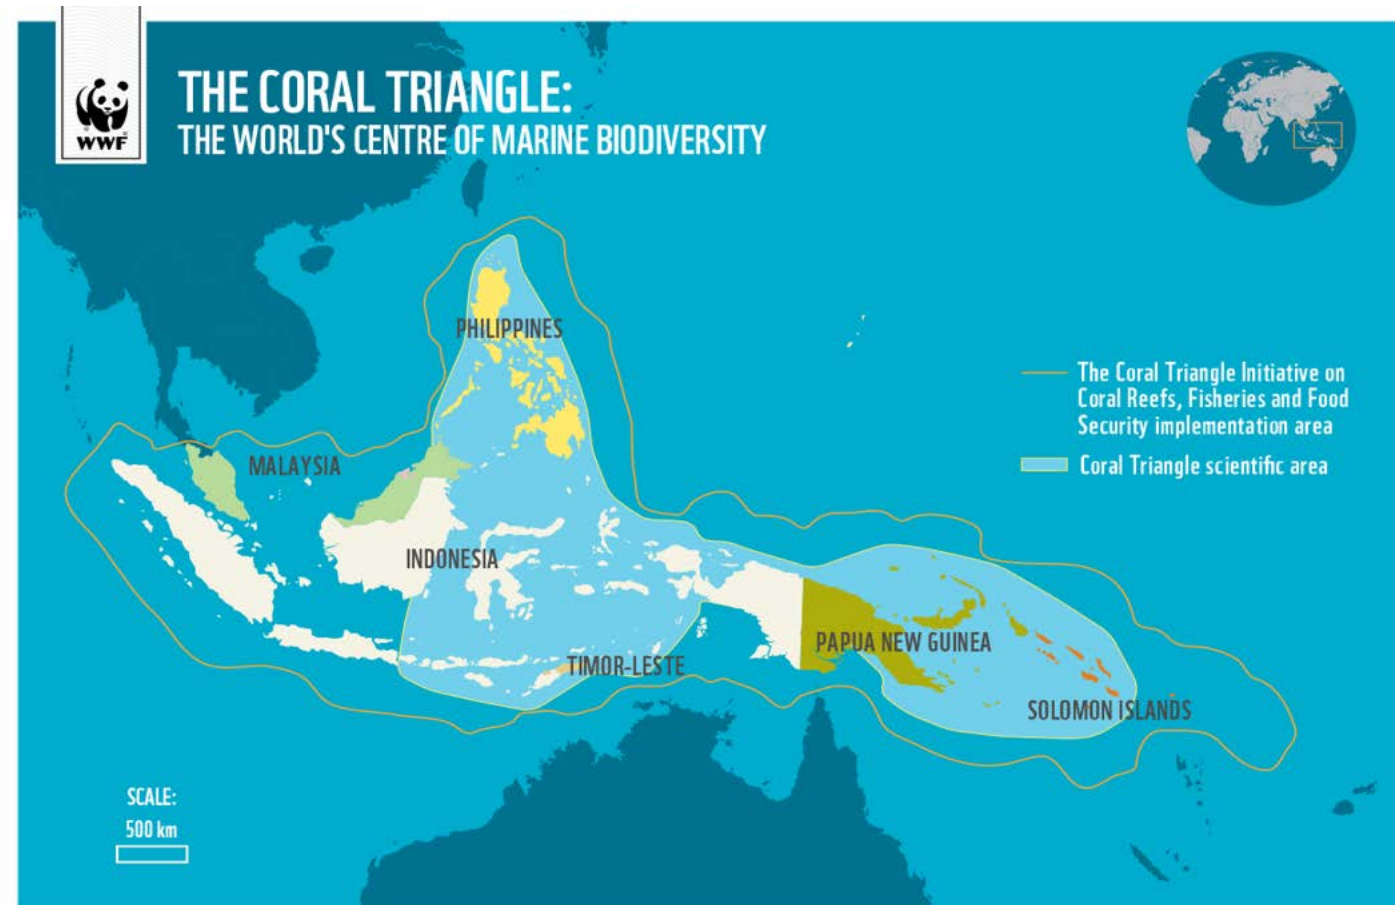 WWF
THE CORAL TRIANGLE:
THE WORLD'S CENTRE OF MARINE BIODIVERSITY
PHILIPPINES
The Coral Triangle Initiative on
Coral Reefs, Fisheries and Food
Security implementation area
Coral Triangle scientific area
MALAYSIA
INDONESIA
PAPUA NEW GUINEA
TIMOR-LESTE
SOLOMON ISLANDS
SCALE:
500 km